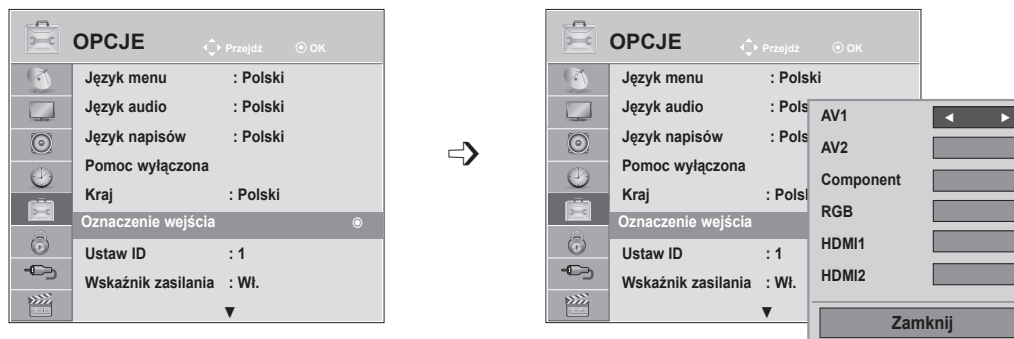 OPCJE Przejdź OK
Język menu : Polski
Język audio : Polski
Język napisów : Polski
Pomoc wyłączona
Kraj : Polski
Oznaczenie wejścia
Ustaw ID : 1
Wskaźnik zasilania : Wł.
OPCJE Przejdź OK
Język menu : Polski
Język audio : Pols
Język napisów : Pols
Pomoc wyłączona
Kraj : Polsk
Oznaczenie wejścia
Ustaw ID : 1
Wskaźnik zasilania : Wł.
AV1
AV2
Component
RGB
HDMI1
HDMI2
Zamknij